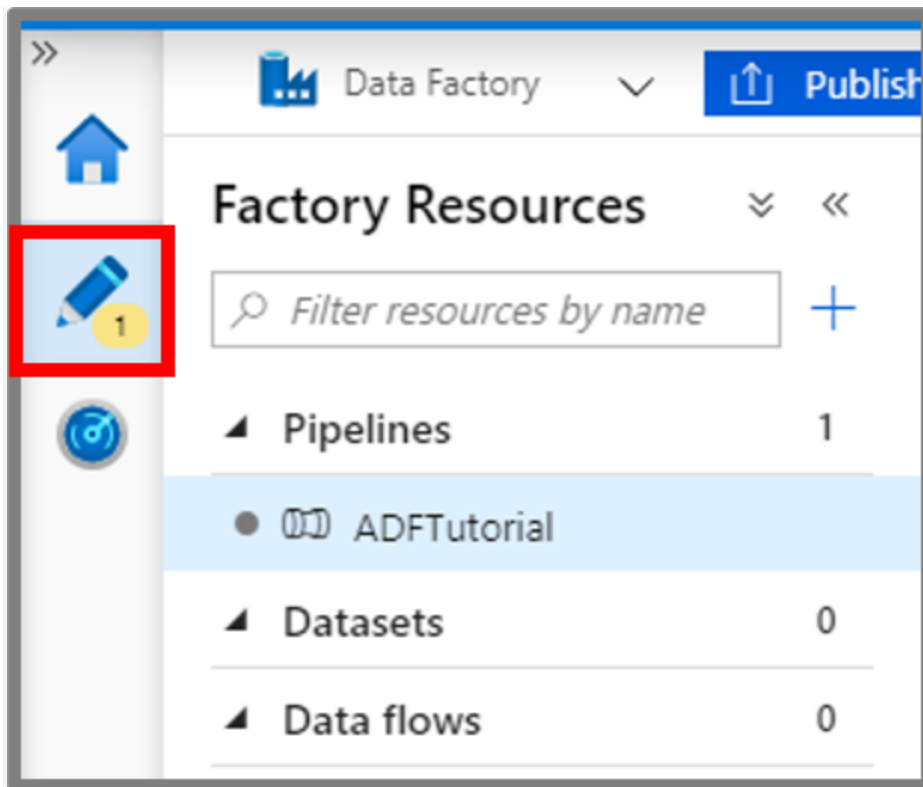 Data Factory
Publish
Factory Resources
Filter resources by name
1
Pipelines 1
ADFTutorial
Datasets 0
Data flows 0